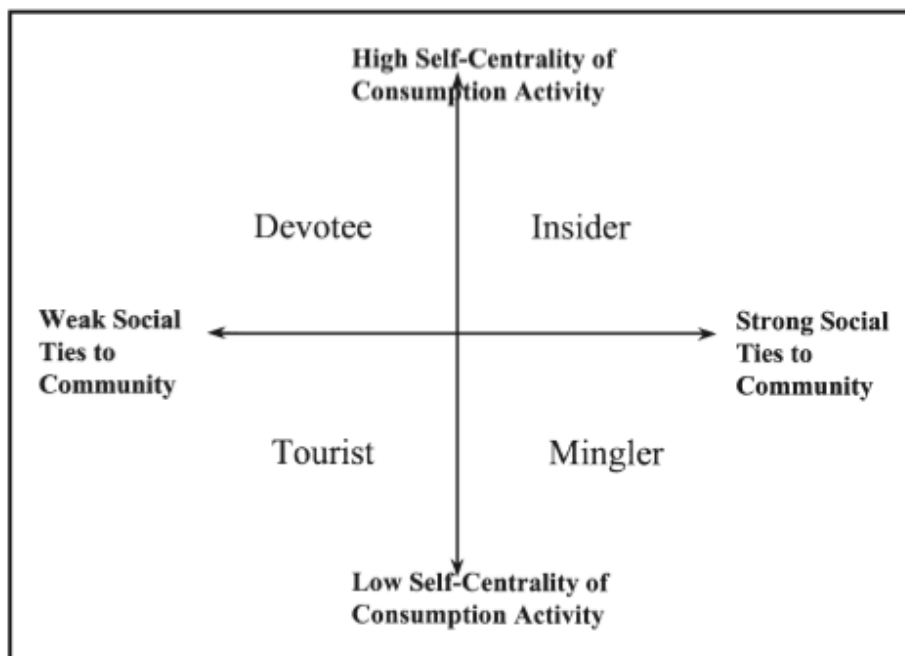 High Self-Centrality of
Consumption Activity
Devotee
Insider
Weak Social
Ties to
Community
Strong Social
Ties to
Community
Tourist
Mingler
Low Self-Centrality of
Consumption Activity